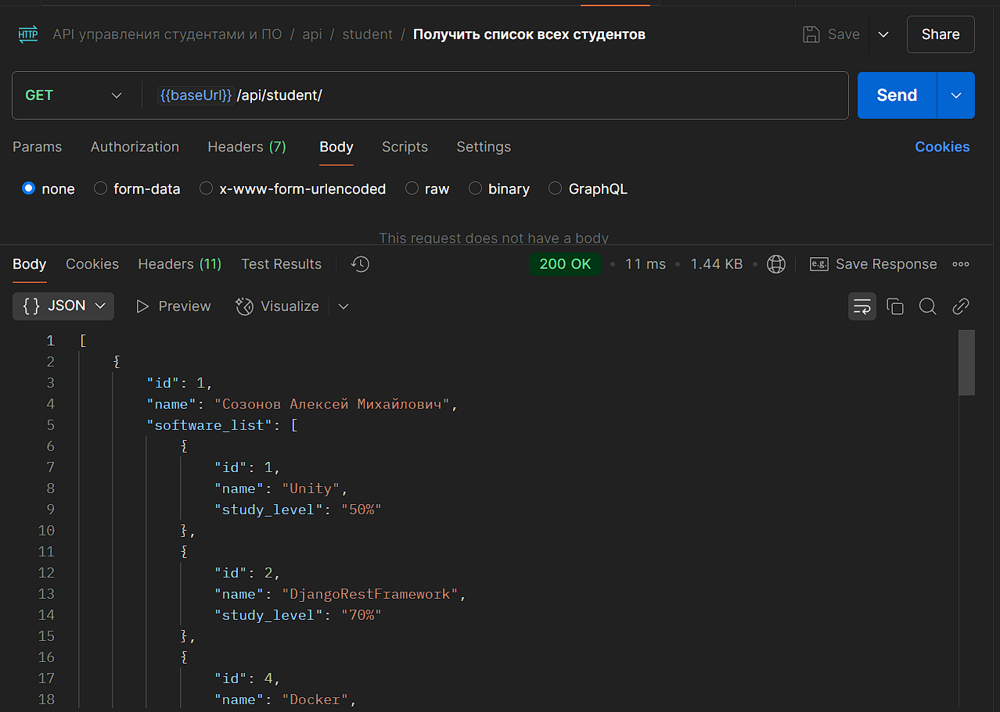 HTTP API управления студентами и ПО / api / student / Получить список всех студентов Save Share
GET {{baseUrl}} /api/student/ Send
Params Authorization Headers (7) Body Scripts Settings Cookies
none form-data x-www-form-urlencoded raw binary GraphQL
This request does not have a body
Body Cookies Headers (11) Test Results 200 OK • 11 ms • 1.44 KB • e.g. Save Response
{} JSON Preview Visualize
1 [
2 {
3 "id": 1,
4 "name": "Созонов Алексей Михайлович",
5 "software_list": [
6 {
7 "id": 1,
8 "name": "Unity",
9 "study_level": "50%"
10 },
11 {
12 "id": 2,
13 "name": "DjangoRestFramework",
14 "study_level": "70%"
15 },
16 {
17 "id": 4,
18 "name": "Docker",